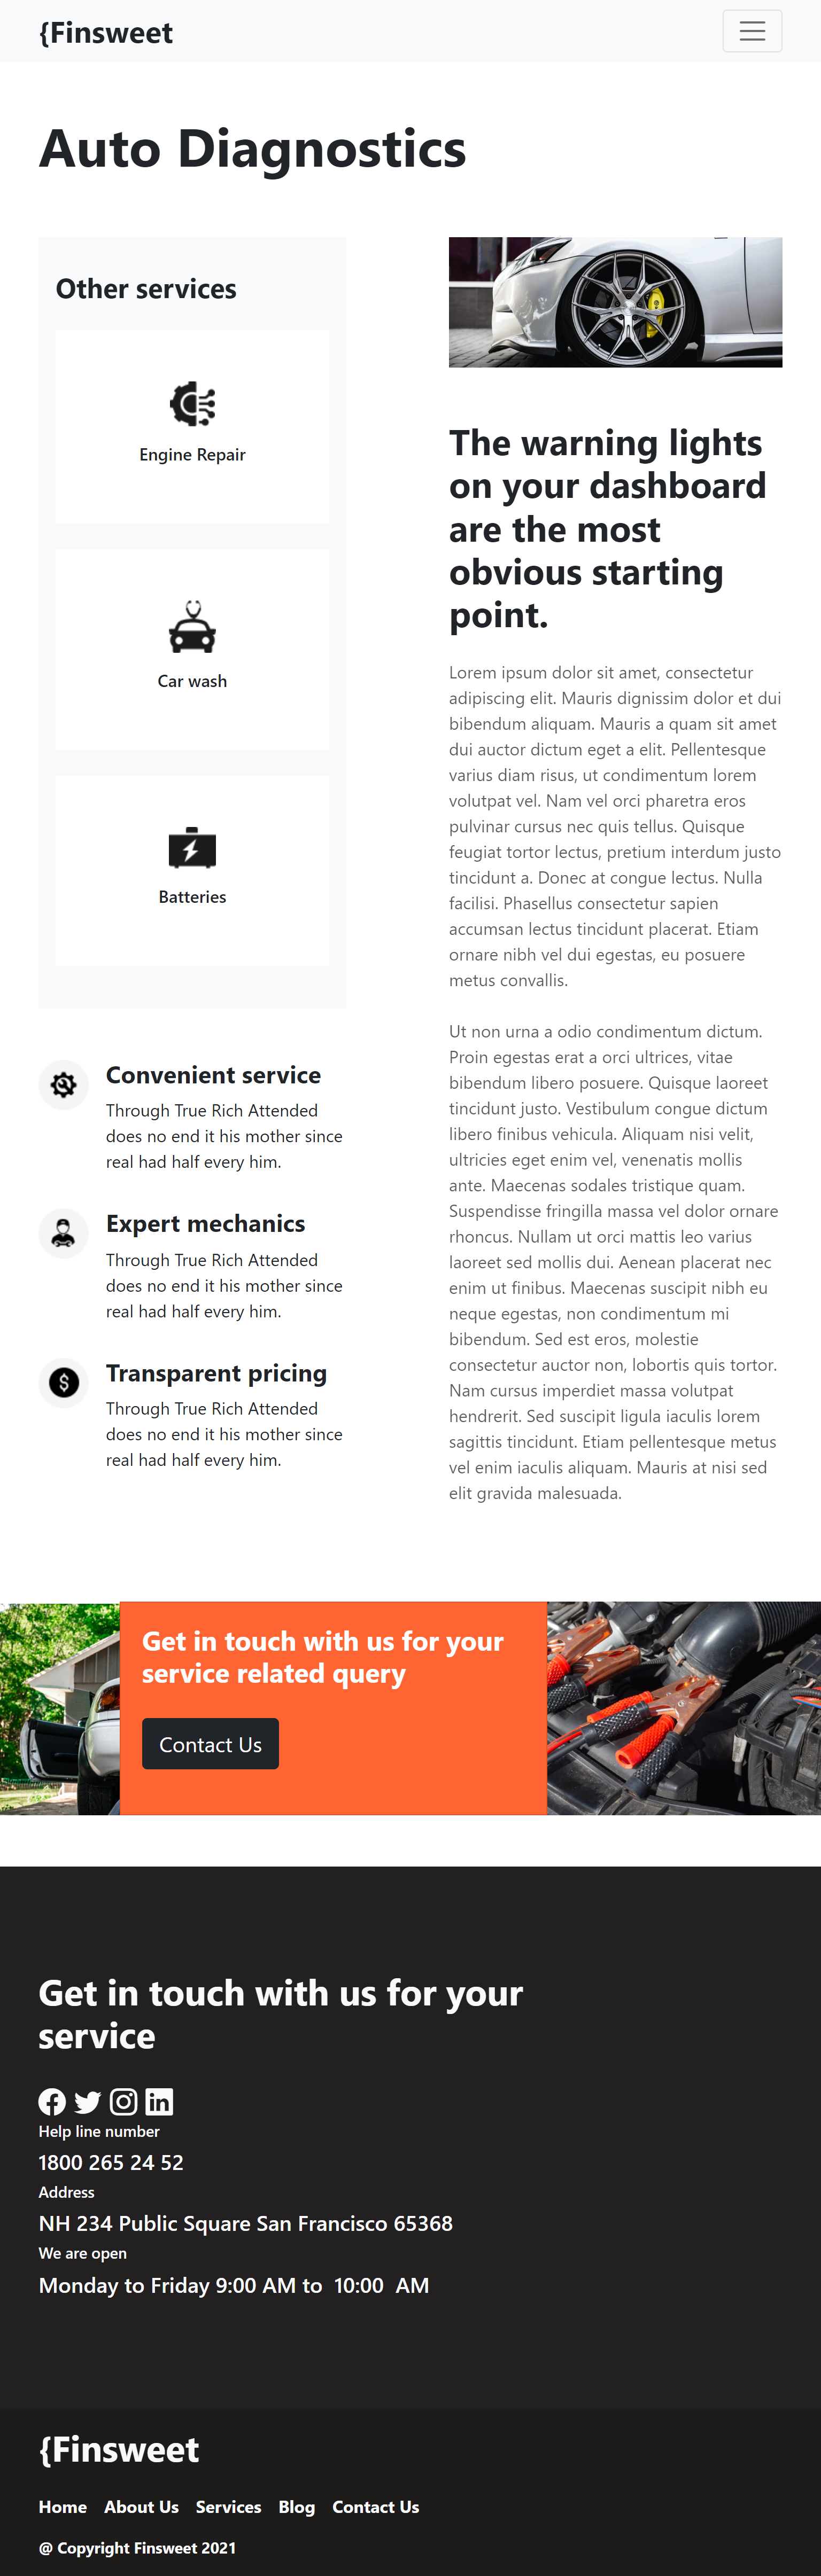 {Finsweet
Auto Diagnostics
Other services
Engine Repair
Car wash
Batteries
Convenient service
Through True Rich Attended
does no end it his mother since
real had half every him.
Expert mechanics
Through True Rich Attended
does no end it his mother since
real had half every him.
Transparent pricing
Through True Rich Attended
does no end it his mother since
real had half every him.
The warning lights
on your dashboard
are the most
obvious starting
point.
Lorem ipsum dolor sit amet, consectetur
adipiscing elit. Mauris dignissim dolor et dui
bibendum aliquam. Mauris a quam sit amet
dui auctor dictum eget a elit. Pellentesque
varius diam risus, ut condimentum lorem
volutpat vel. Nam vel orci pharetra eros
pulvinar cursus nec quis tellus. Quisque
feugiat tortor lectus, pretium interdum justo
tincidunt a. Donec at congue lectus. Nulla
facilisi. Phasellus consectetur sapien
accumsan lectus tincidunt placerat. Etiam
ornare nibh vel dui egestas, eu posuere
metus convallis.
Ut non urna a odio condimentum dictum.
Proin egestas erat a orci ultrices, vitae
bibendum libero posuere. Quisque laoreet
tincidunt justo. Vestibulum congue dictum
libero finibus vehicula. Aliquam nisi velit,
ultricies eget enim vel, venenatis mollis
ante. Maecenas sodales tristique quam.
Suspendisse fringilla massa vel dolor ornare
rhoncus. Nullam ut orci mattis leo varius
laoreet sed mollis dui. Aenean placerat nec
enim ut finibus. Maecenas suscipit nibh eu
neque egestas, non condimentum mi
bibendum. Sed est eros, molestie
consectetur auctor non, lobortis quis tortor.
Nam cursus imperdiet massa volutpat
hendrerit. Sed suscipit ligula iaculis lorem
sagittis tincidunt. Etiam pellentesque metus
vel enim iaculis aliquam. Mauris at nisi sed
elit gravida malesuada.
Get in touch with us for your
service related query
Contact Us
Get in touch with us for your
service
Help line number
1800 265 24 52
Address
NH 234 Public Square San Francisco 65368
We are open
Monday to Friday 9:00 AM to  10:00  AM
{Finsweet
Home About Us Services Blog Contact Us
@ Copyright Finsweet 2021